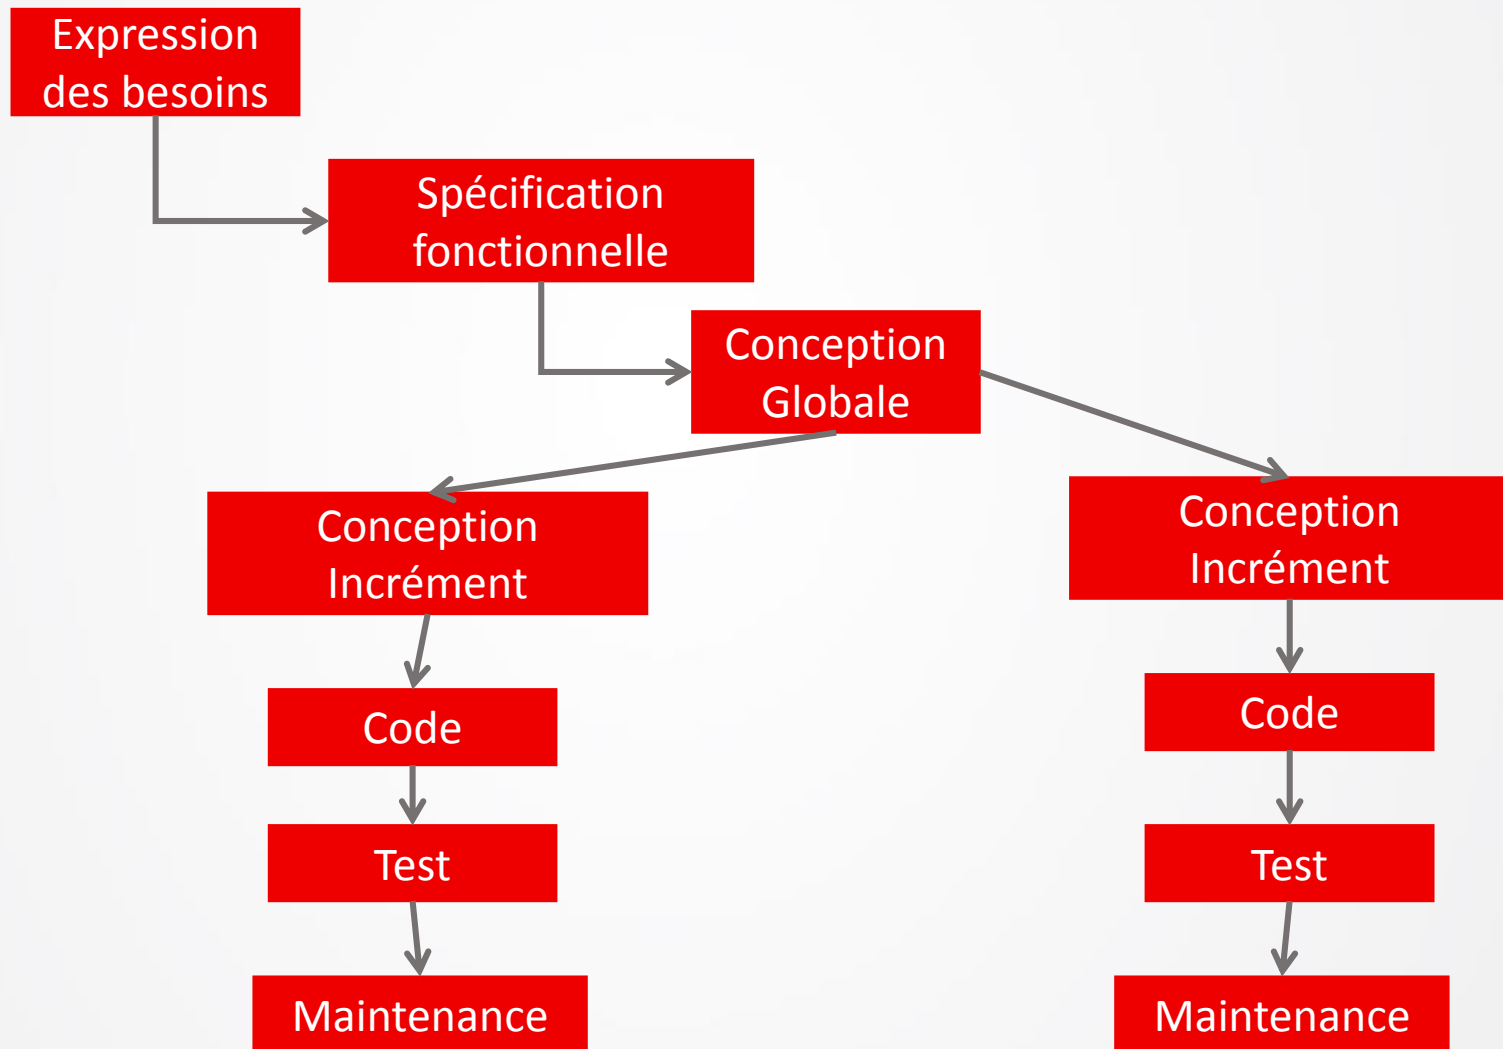 Expression
des besoins
Spécification
fonctionnelle
Conception
Globale
Conception
Incrément
Conception
Incrément
Code
Code
Test
Test
Maintenance
Maintenance